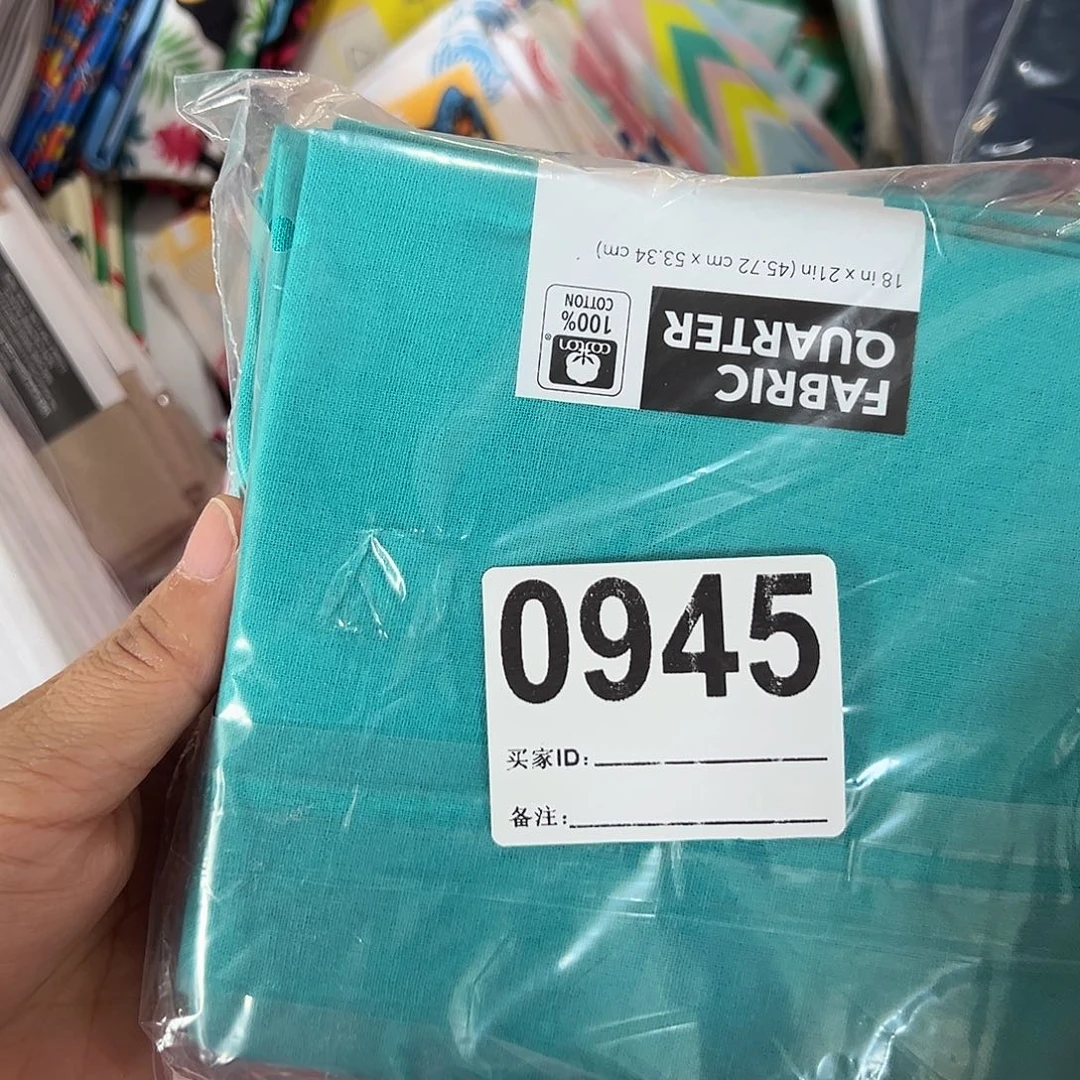 FABRIC
QUARTER
18 in x 21in (45.72 cm x 53.34 cm)
cotton®
100%
COTTON
0945
买家ID:
备注: